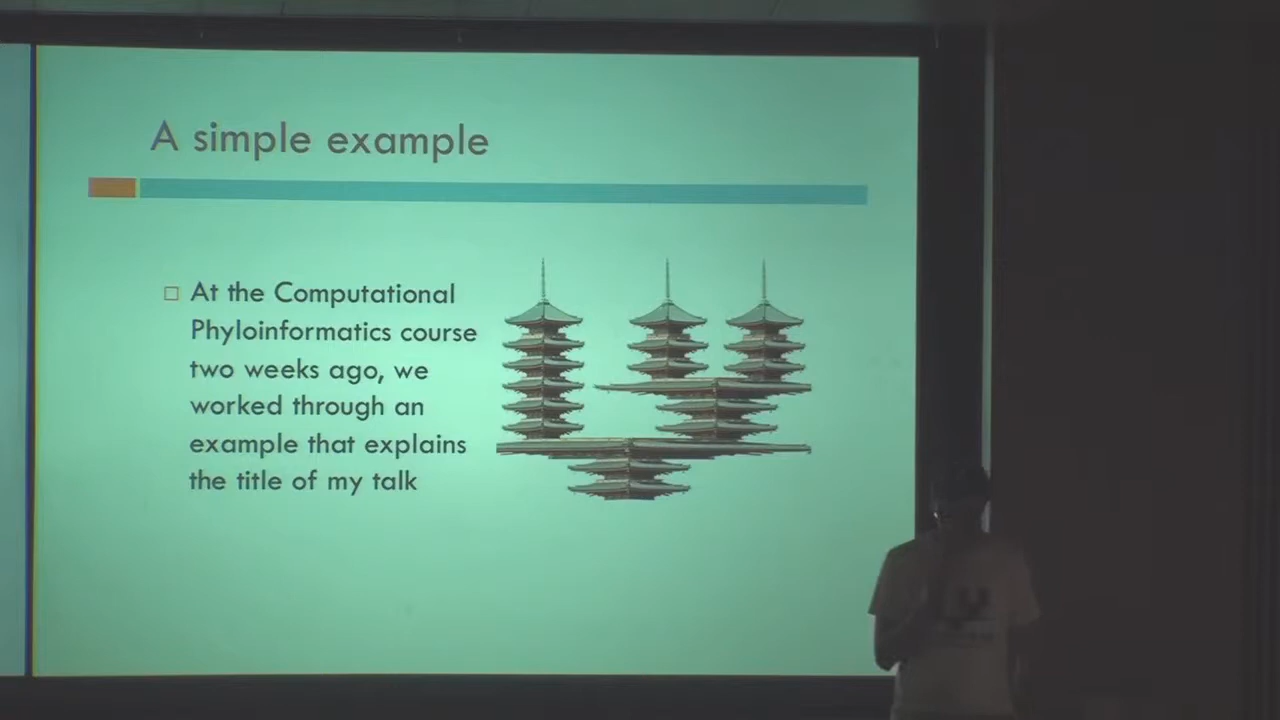 A simple example
At the Computational
Phyloinformatics course
two weeks ago, we
worked through an
example that explains
the title of my talk